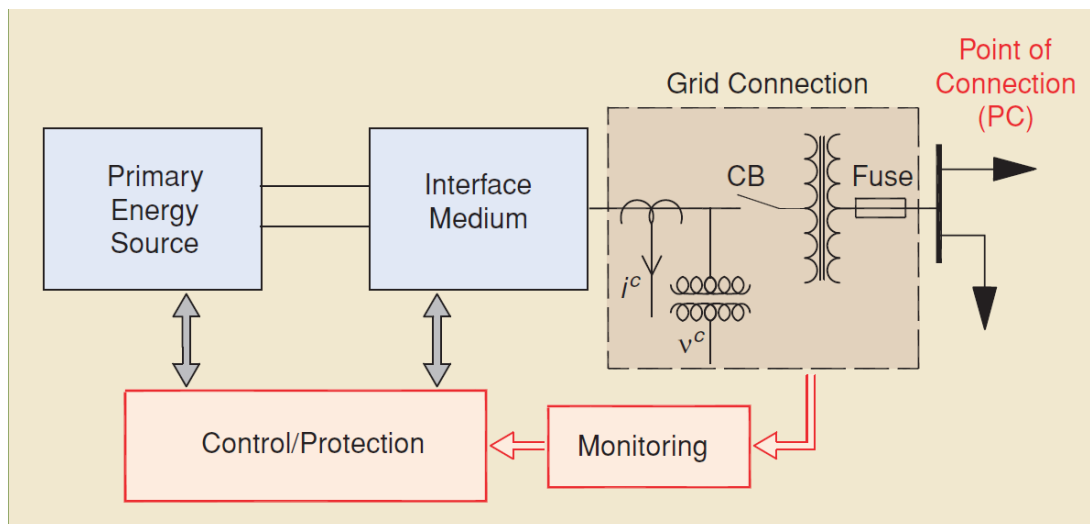 Point of
Connection
(PC)
Grid Connection
Primary
Energy
Source
Interface
Medium
CB
Fuse
i^c
v^c
Control/Protection
Monitoring